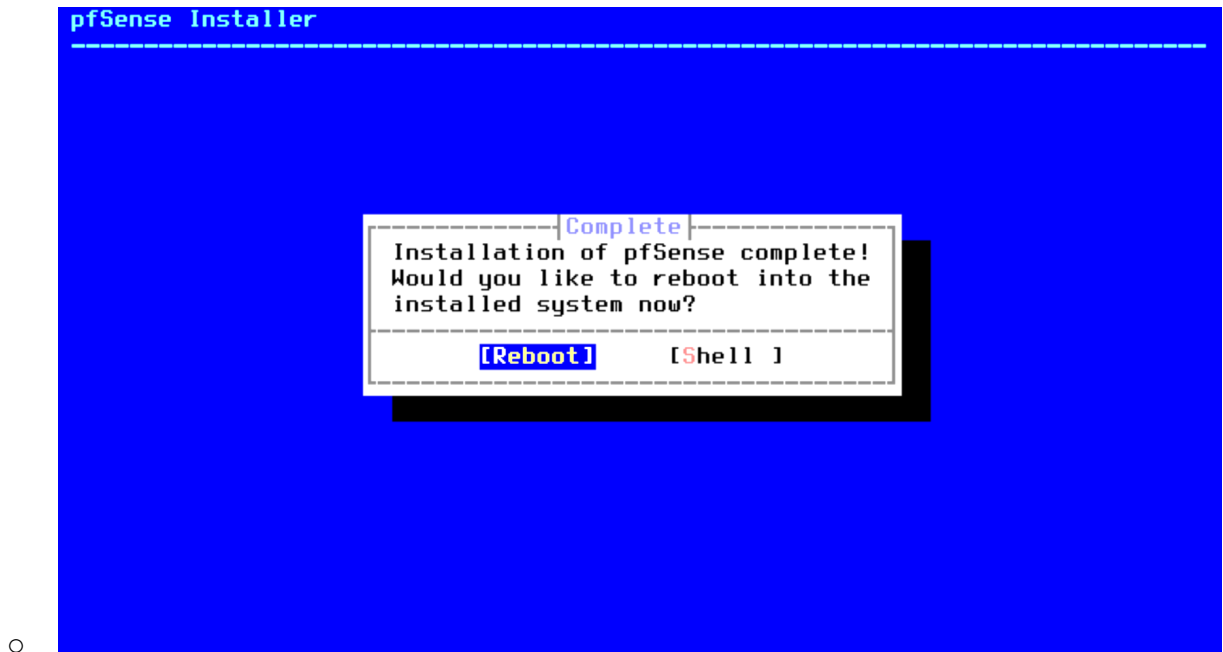 pfSense Installer
Complete
Installation of pfSense complete!
Would you like to reboot into the
installed system now?
[Reboot] [Shell ]